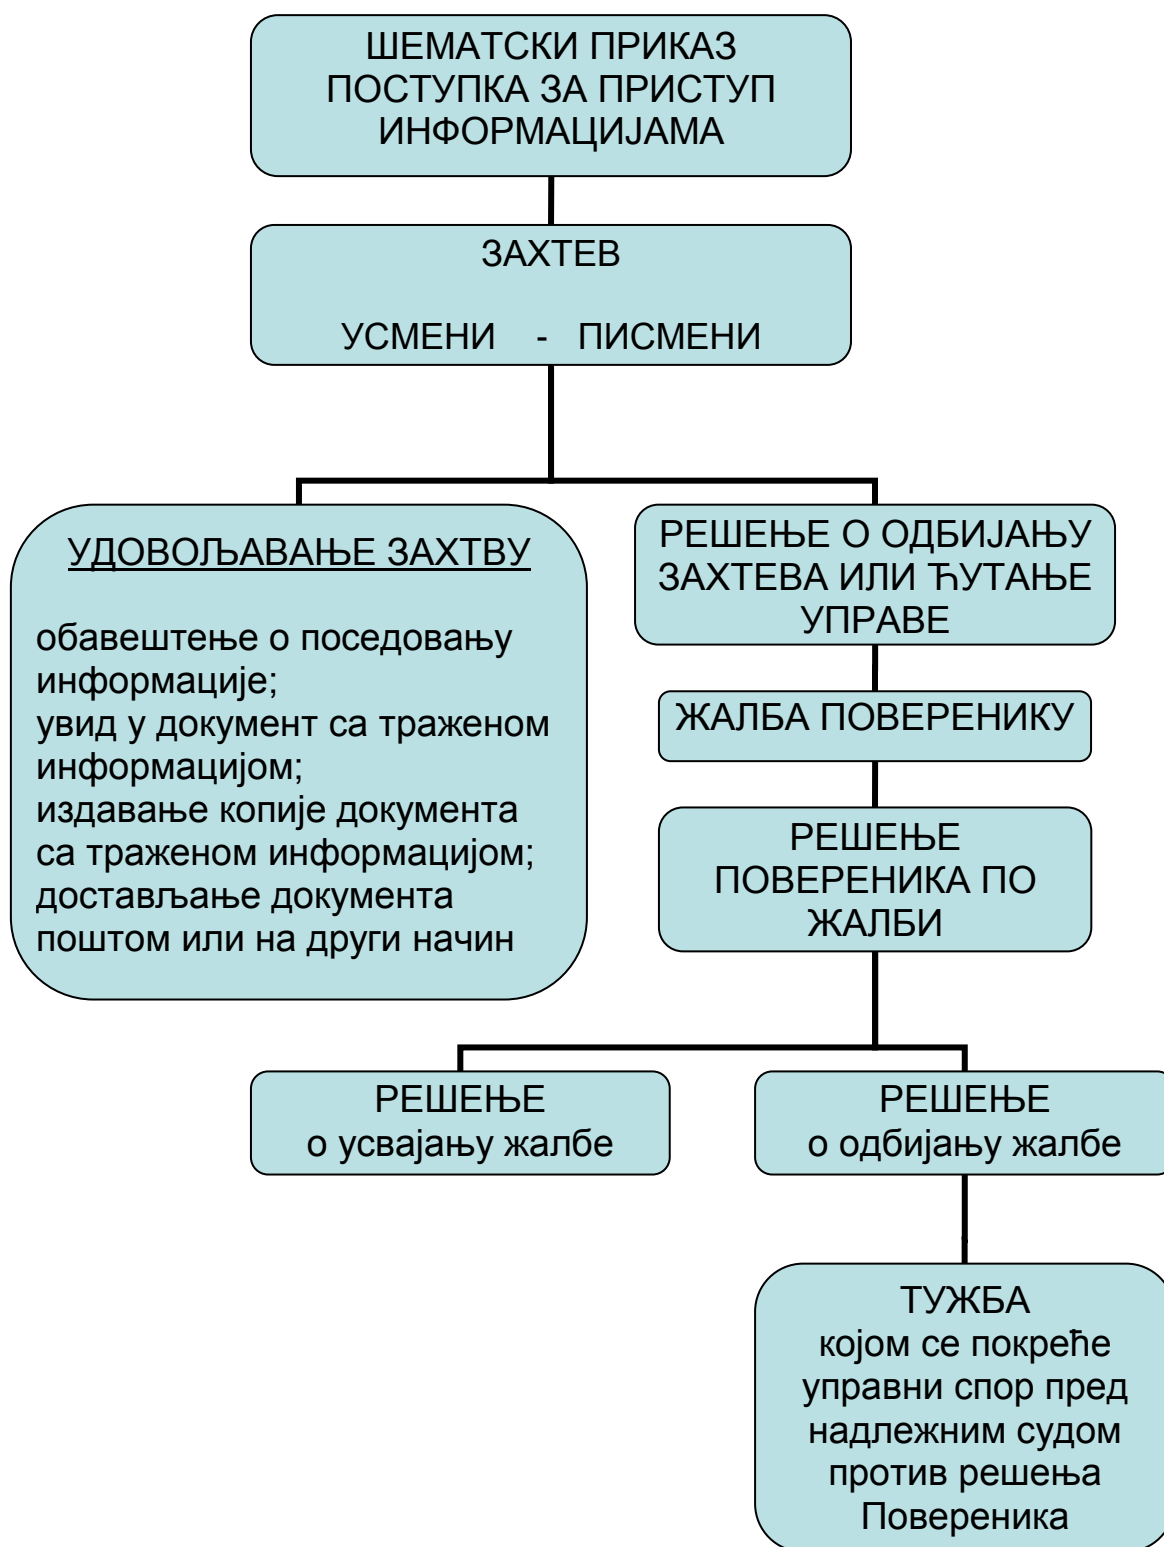 ШЕМАТСКИ ПРИКАЗ
ПОСТУПКА ЗА ПРИСТУП
ИНФОРМАЦИЈАМА
ЗАХТЕВ
УСМЕНИ - ПИСМЕНИ
УДОВОЉАВАЊЕ ЗАХТВУ
обавештење о поседовању
информације;
увид у документ са траженом
информацијом;
издавање копије документа
са траженом информацијом;
достављање документа
поштом или на други начин
РЕШЕЊЕ О ОДБИЈАЊУ
ЗАХТЕВА ИЛИ ЋУТАЊЕ
УПРАВЕ
ЖАЛБА ПОВЕРЕНИКУ
РЕШЕЊЕ
ПОВЕРЕНИКА ПО
ЖАЛБИ
РЕШЕЊЕ
о усвајању жалбе
РЕШЕЊЕ
о одбијању жалбе
ТУЖБА
којом се покреће
управни спор пред
надлежним судом
против решења
Повереника